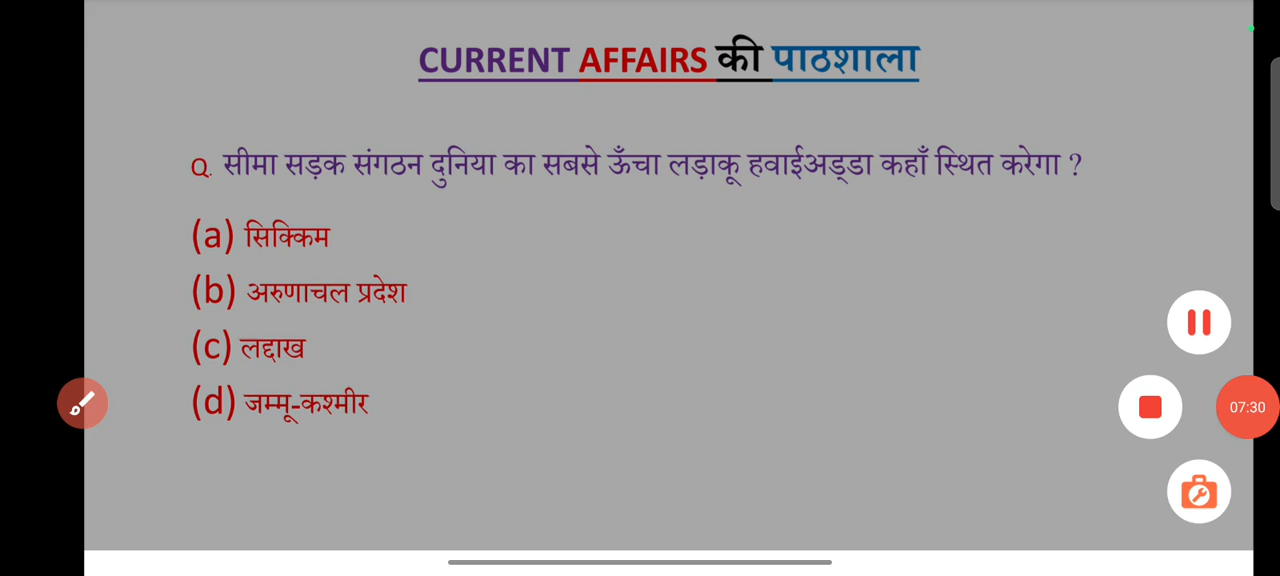 CURRENT AFFAIRS की पाठशाला
Q. सीमा सड़क संगठन दुनिया का सबसे ऊँचा लड़ाकू हवाईअड्डा कहाँ स्थित करेगा ?
(a) सिक्किम
(b) अरुणाचल प्रदेश
(c) लद्दाख
(d) जम्मू-कश्मीर
07:30